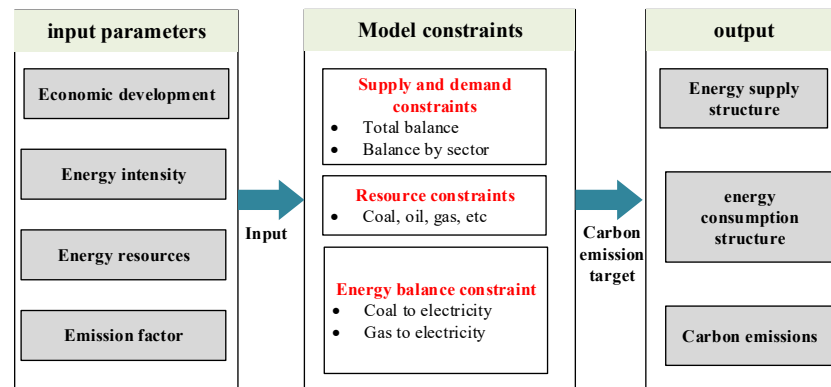 input parameters
Economic development
Energy intensity
Energy resources
Emission factor
Input
Model constraints
Supply and demand
constraints
• Total balance
• Balance by sector
Resource constraints
• Coal, oil, gas, etc
Energy balance constraint
• Coal to electricity
• Gas to electricity
Carbon
emission
target
output
Energy supply
structure
energy
consumption
structure
Carbon emissions